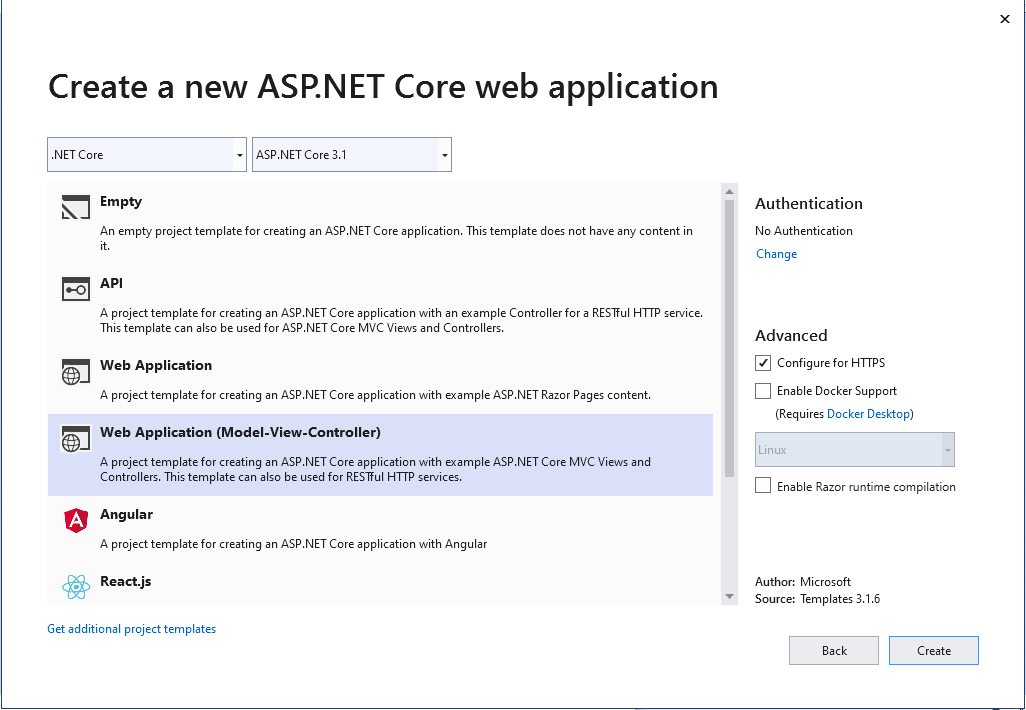 Create a new ASP.NET Core web application
.NET Core
ASP.NET Core 3.1
Empty
An empty project template for creating an ASP.NET Core application. This template does not have any content in
it.
API
A project template for creating an ASP.NET Core application with an example Controller for a RESTful HTTP service.
This template can also be used for ASP.NET Core MVC Views and Controllers.
Web Application
A project template for creating an ASP.NET Core application with example ASP.NET Razor Pages content.
Web Application (Model-View-Controller)
A project template for creating an ASP.NET Core application with example ASP.NET Core MVC Views and
Controllers. This template can also be used for RESTful HTTP services.
Angular
A project template for creating an ASP.NET Core application with Angular
React.js
Get additional project templates
Authentication
No Authentication
Change
Advanced
Configure for HTTPS
Enable Docker Support
(Requires Docker Desktop)
Linux
Enable Razor runtime compilation
Author: Microsoft
Source: Templates 3.1.6
Back
Create